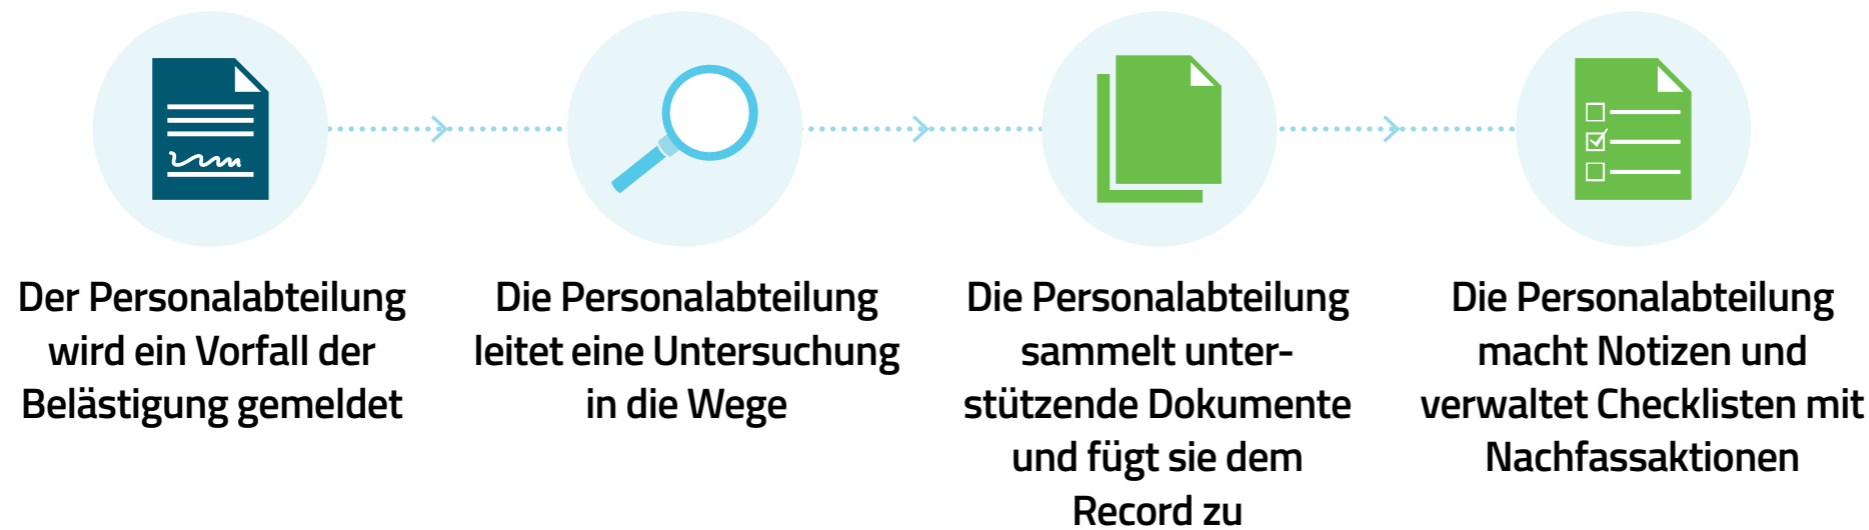 Der Personalabteilung
wird ein Vorfall der
Belästigung gemeldet
Die Personalabteilung
leitet eine Untersuchung
in die Wege
Die Personalabteilung
sammelt unter-
stützende Dokumente
und fügt sie dem
Record zu
Die Personalabteilung
macht Notizen und
verwaltet Checklisten mit
Nachfassaktionen